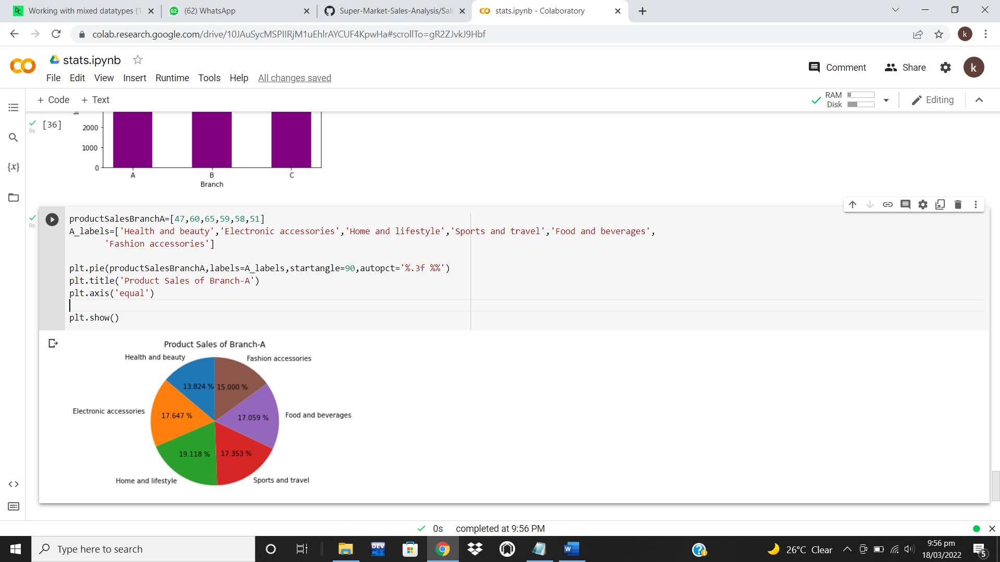 Working with mixed datatypes (1
(62) WhatsApp
Super-Market-Sales-Analysis/Sal
stats.ipynb - Colaboratory
colab.research.google.com/drive/10JAuSycMSPIIRjM1uEhlrAYCUF4KpwHa#scrollTo=gR2ZJvkJ9Hbf
k
stats.ipynb
Comment
Share
k
File Edit View Insert Runtime Tools Help All changes saved
+ Code + Text
RAM
Disk
Editing
[36]
0s
2000
1000
0
A B C
Branch
0s
productSalesBranchA=[47,60,65,59,58,51]
A_labels=['Health and beauty','Electronic accessories','Home and lifestyle','Sports and travel','Food and beverages',
'Fashion accessories']
plt.pie(productSalesBranchA,labels=A_labels,startangle=90,autopct='%.3f %%')
plt.title('Product Sales of Branch-A')
plt.axis('equal')
plt.show()
Product Sales of Branch-A
Health and beauty
Fashion accessories
13.824 %
15.000 %
Electronic accessories
17.647 %
17.059 %
Food and beverages
19.118 %
17.353 %
Home and lifestyle
Sports and travel
0s completed at 9:56 PM
Type here to search
DEV
C++
W
26°C Clear
9:56 pm
18/03/2022
5